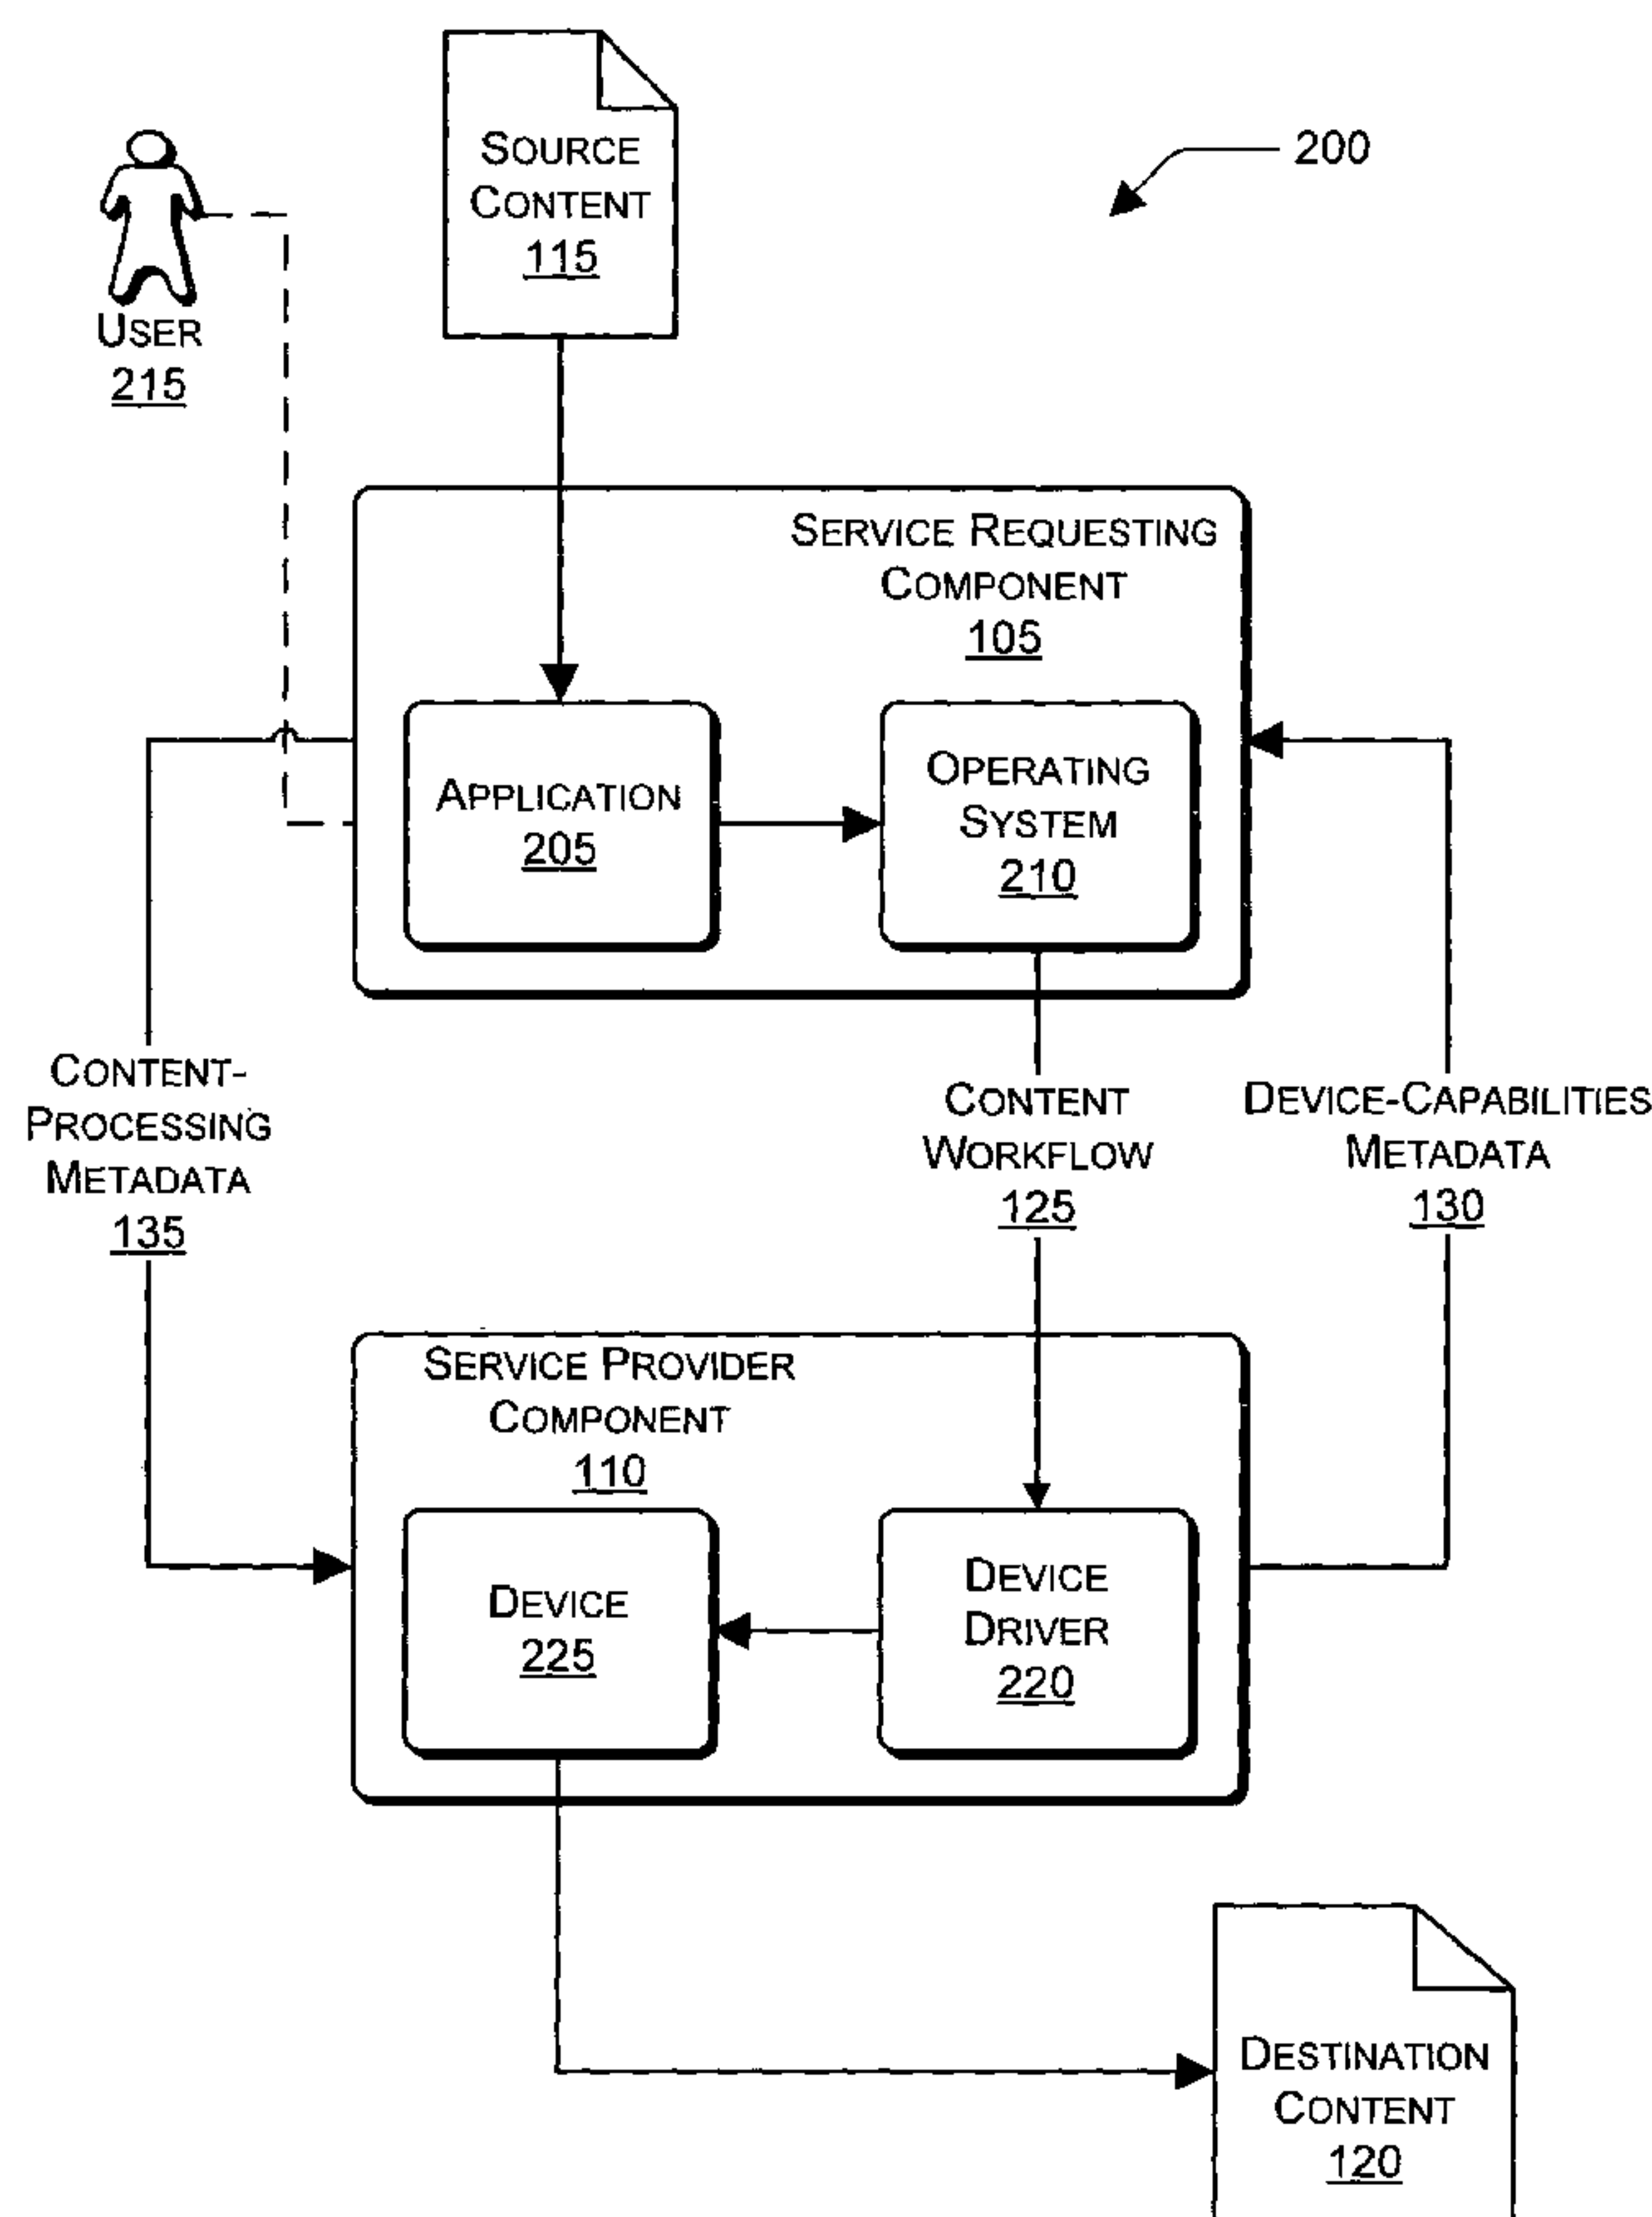 SOURCE
CONTENT
115
200
USER
215
SERVICE REQUESTING
COMPONENT
105
APPLICATION
205
OPERATING
SYSTEM
210
CONTENT-
PROCESSING
METADATA
135
CONTENT
WORKFLOW
125
DEVICE-CAPABILITIES
METADATA
130
SERVICE PROVIDER
COMPONENT
110
DEVICE
225
DEVICE
DRIVER
220
DESTINATION
CONTENT
120